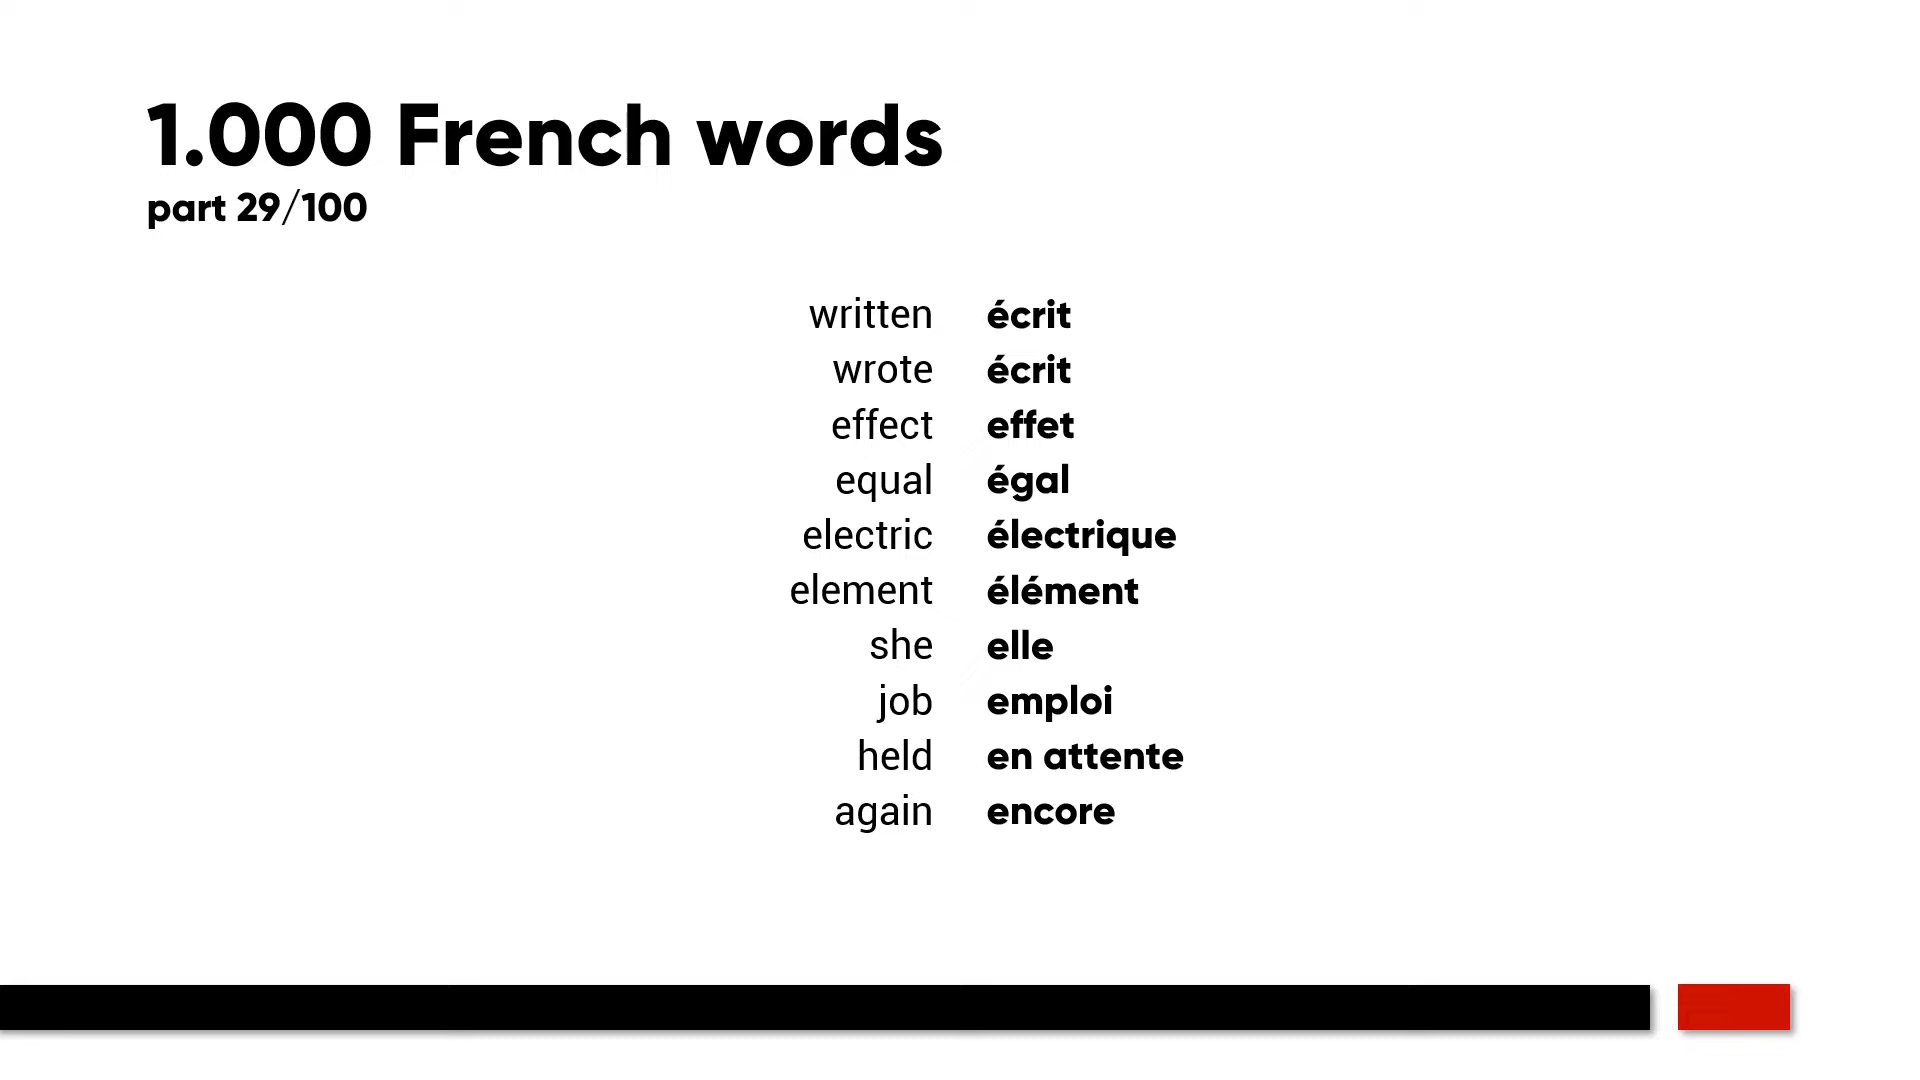 1.000 French words
part 29/100
written écrit
wrote écrit
effect effet
equal égal
electric électrique
element élément
she elle
job emploi
held en attente
again encore